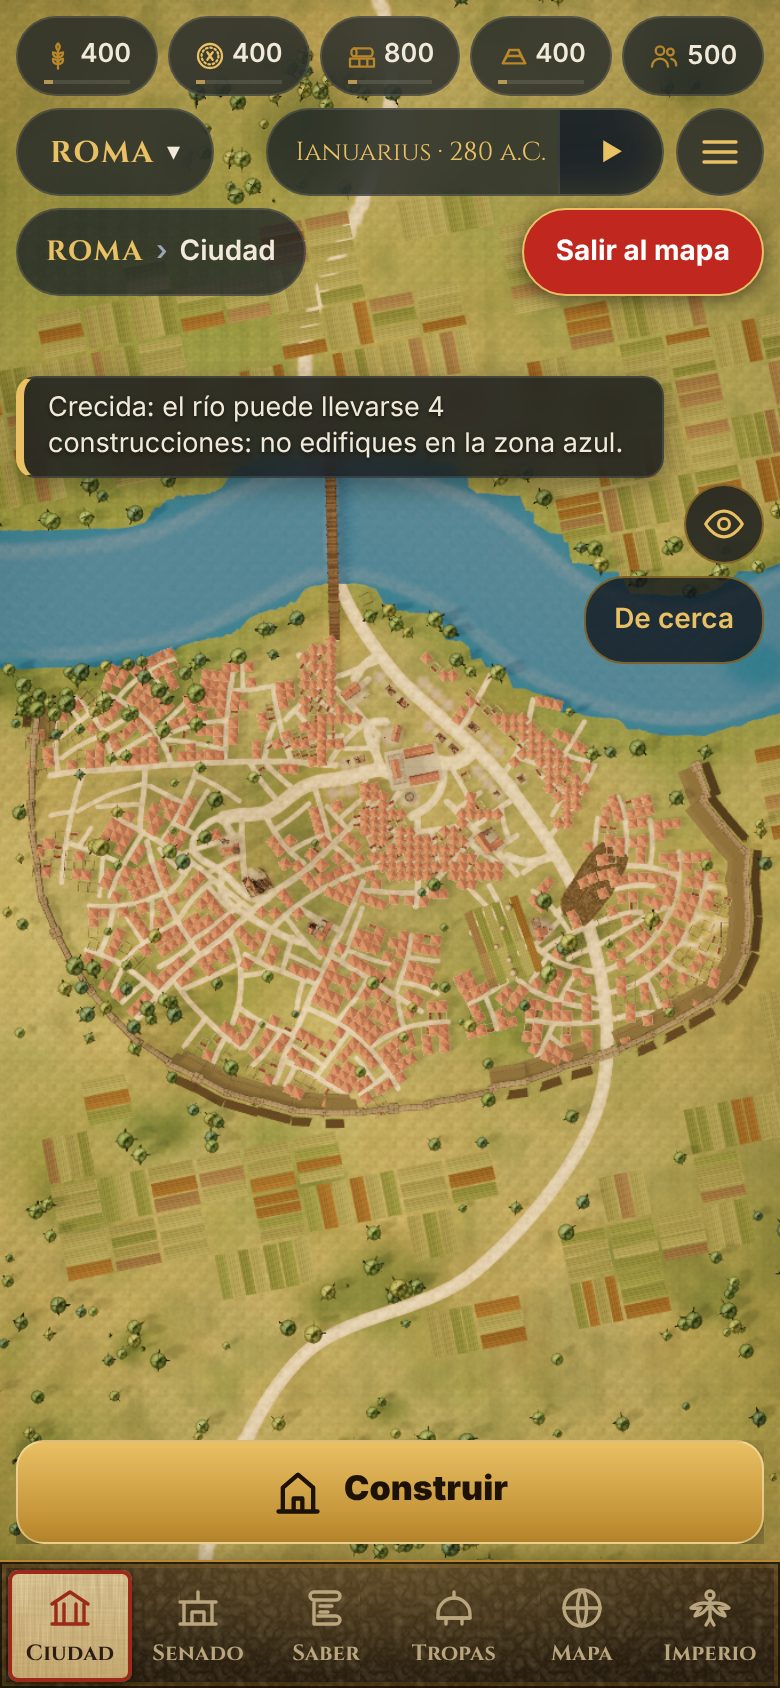 400
400
800
400
500
ROMA ▾
IANUARIUS · 280 A.C.
ROMA › Ciudad
Salir al mapa
Crecida: el río puede llevarse 4
construcciones: no edifiques en la zona azul.
De cerca
Construir
CIUDAD
SENADO
SABER
TROPAS
MAPA
IMPERIO